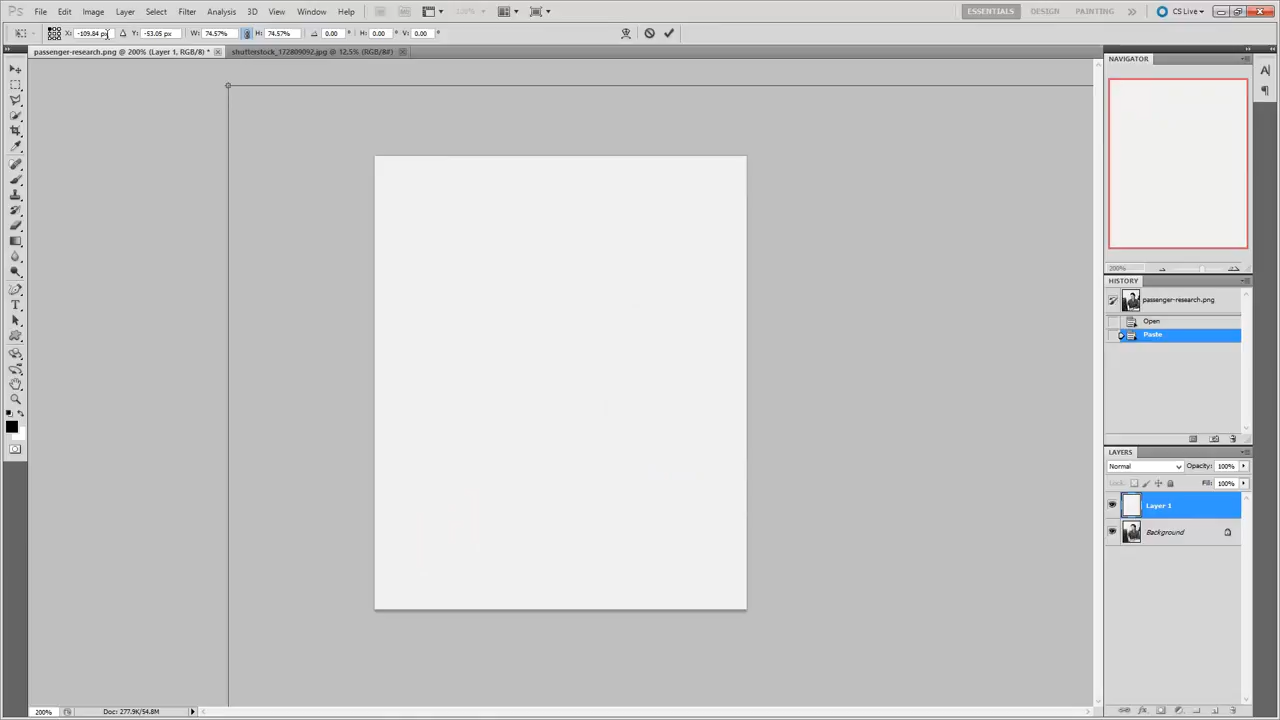 Ps File Edit Image Layer Select Filter Analysis 3D View Window Help ESSENTIALS DESIGN PAINTING CS Live
X: -109.84 px Y: -53.05 px W: 74.57% H: 74.57% 0.00 ° H: 0.00 ° V: 0.00 °
passenger-research.png @ 200% (Layer 1, RGB/8) * shutterstock_172809092.jpg @ 12.5% (RGB/8#)
NAVIGATOR
200%
HISTORY
passenger-research.png
Open
Paste
LAYERS
Normal Opacity: 100%
Lock: Fill: 100%
Layer 1
Background
200% Doc: 277.9K/54.8M